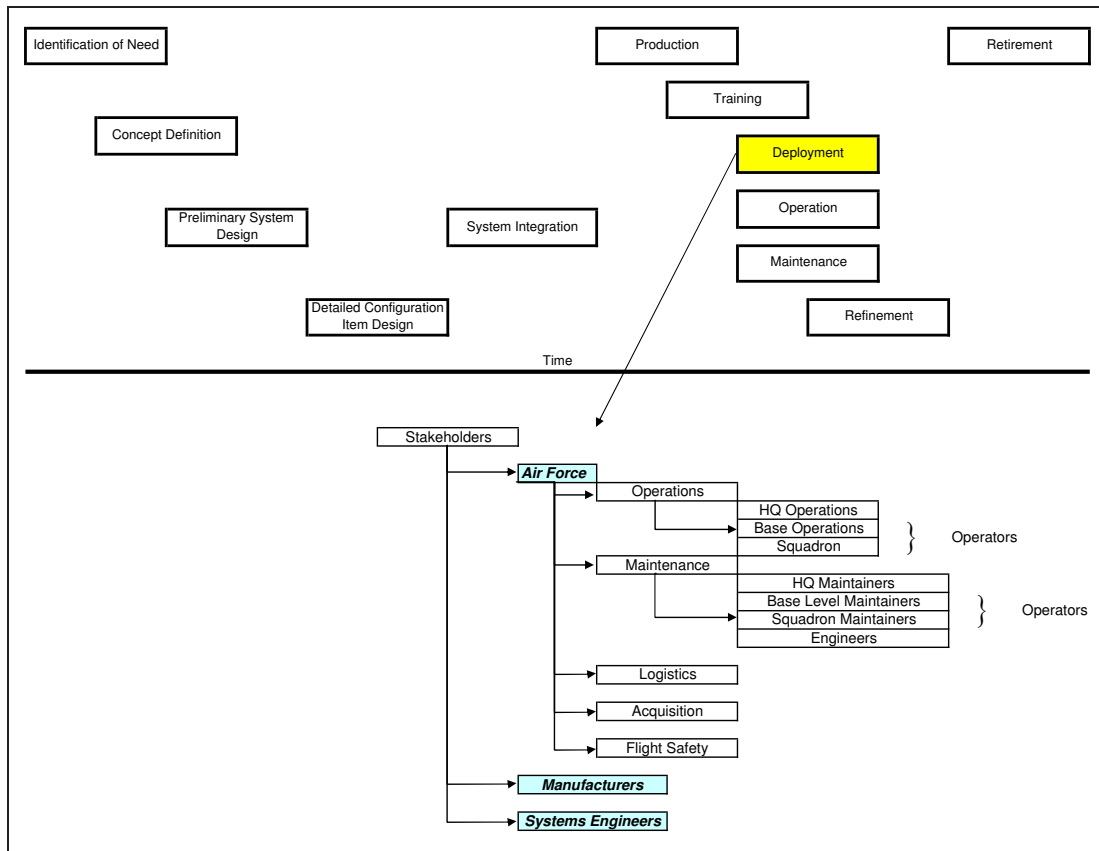 Identification of Need
Production
Retirement
Training
Concept Definition
Deployment
Preliminary System
Design
System Integration
Operation
Maintenance
Detailed Configuration
Item Design
Refinement
Time
Stakeholders
Air Force
Operations
HQ Operations
Base Operations
Squadron
Operators
Maintenance
HQ Maintainers
Base Level Maintainers
Squadron Maintainers
Engineers
Operators
Logistics
Acquisition
Flight Safety
Manufacturers
Systems Engineers